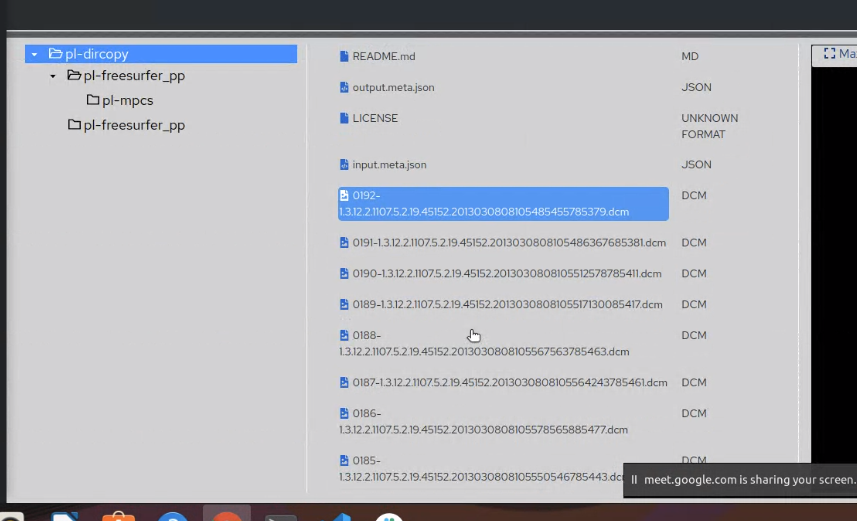 pl-dircopy
pl-freesurfer_pp
pl-mpcs
pl-freesurfer_pp
README.md MD
output.meta.json JSON
LICENSE UNKNOWN
FORMAT
input.meta.json JSON
0192- DCM
1.3.12.2.1107.5.2.19.45152.2013030808105485455785379.dcm
0191-1.3.12.2.1107.5.2.19.45152.2013030808105486367685381.dcm DCM
0190-1.3.12.2.1107.5.2.19.45152.2013030808105512578785411.dcm DCM
0189-1.3.12.2.1107.5.2.19.45152.2013030808105517130085417.dcm DCM
0188- DCM
1.3.12.2.1107.5.2.19.45152.2013030808105567563785463.dcm
0187-1.3.12.2.1107.5.2.19.45152.2013030808105564243785461.dcm DCM
0186- DCM
1.3.12.2.1107.5.2.19.45152.2013030808105578565885477.dcm
0185- DCM
1.3.12.2.1107.5.2.19.45152.2013030808105550546785443.dc
Ma
meet.google.com is sharing your screen.